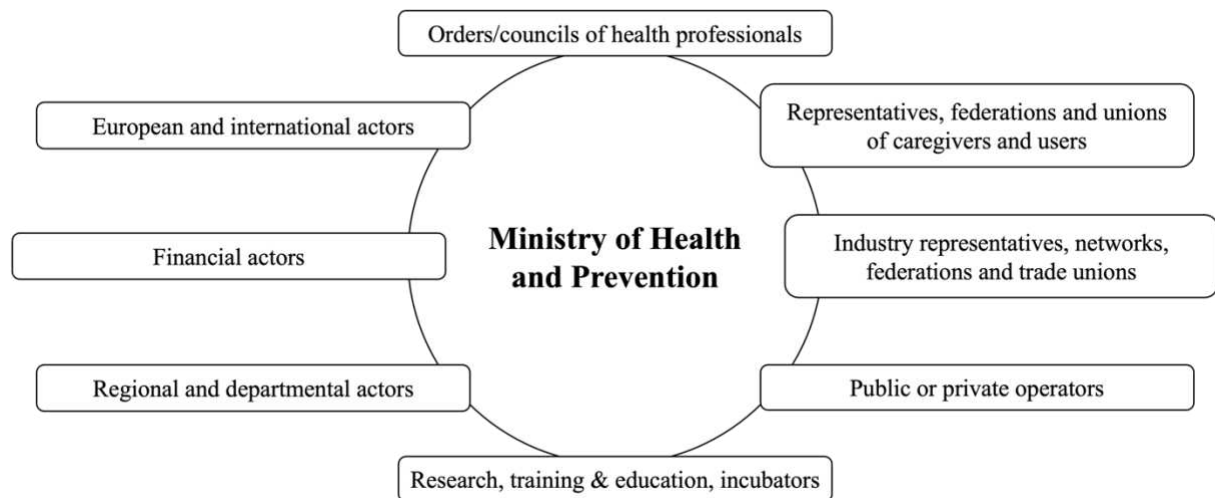 Orders/councils of health professionals
European and international actors
Representatives, federations and unions
of caregivers and users
Financial actors
Ministry of Health
and Prevention
Industry representatives, networks,
federations and trade unions
Regional and departmental actors
Public or private operators
Research, training & education, incubators